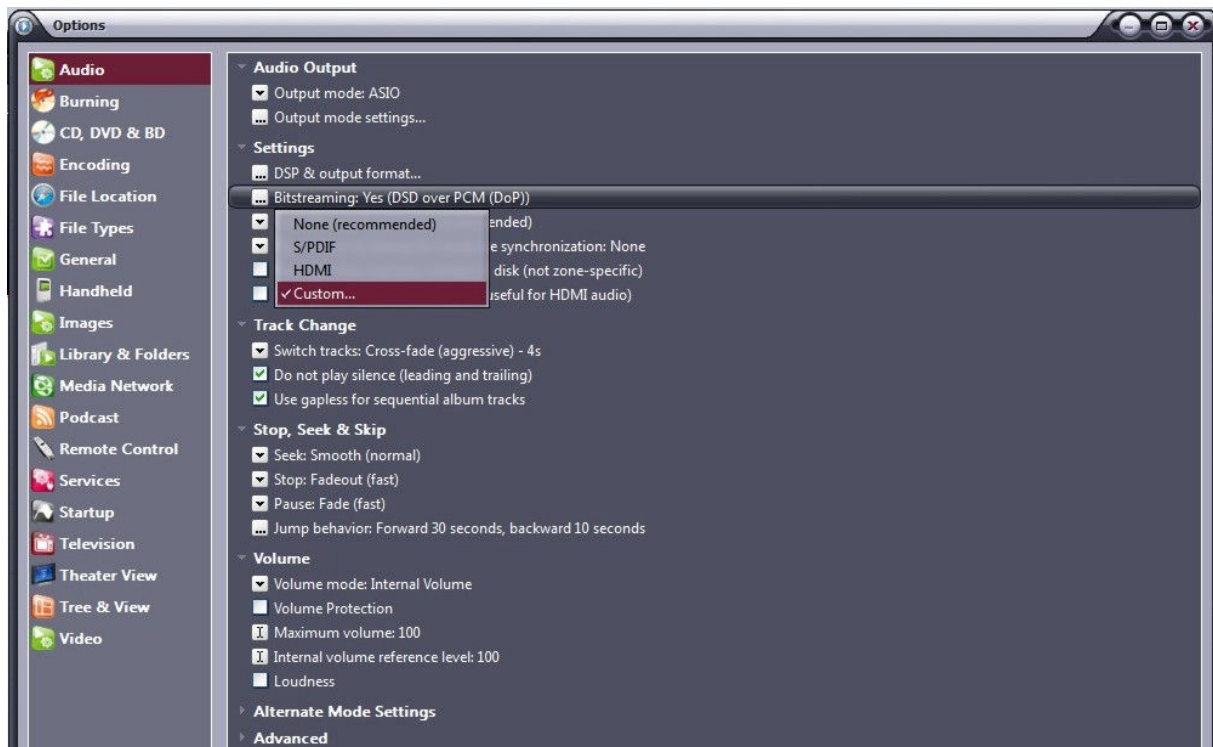 Options
Audio
Burning
CD, DVD & BD
Encoding
File Location
File Types
General
Handheld
Images
Library & Folders
Media Network
Podcast
Remote Control
Services
Startup
Television
Theater View
Tree & View
Video
Audio Output
Output mode: ASIO
Output mode settings...
Settings
DSP & output format...
Bitstreaming: Yes (DSD over PCM (DoP))
None (recommended)
S/PDIF
HDMI
✓Custom...
ended)
e synchronization: None
disk (not zone-specific)
useful for HDMI audio)
Track Change
Switch tracks: Cross-fade (aggressive) - 4s
Do not play silence (leading and trailing)
Use gapless for sequential album tracks
Stop, Seek & Skip
Seek: Smooth (normal)
Stop: Fadeout (fast)
Pause: Fade (fast)
Jump behavior: Forward 30 seconds, backward 10 seconds
Volume
Volume mode: Internal Volume
Volume Protection
Maximum volume: 100
Internal volume reference level: 100
Loudness
Alternate Mode Settings
Advanced